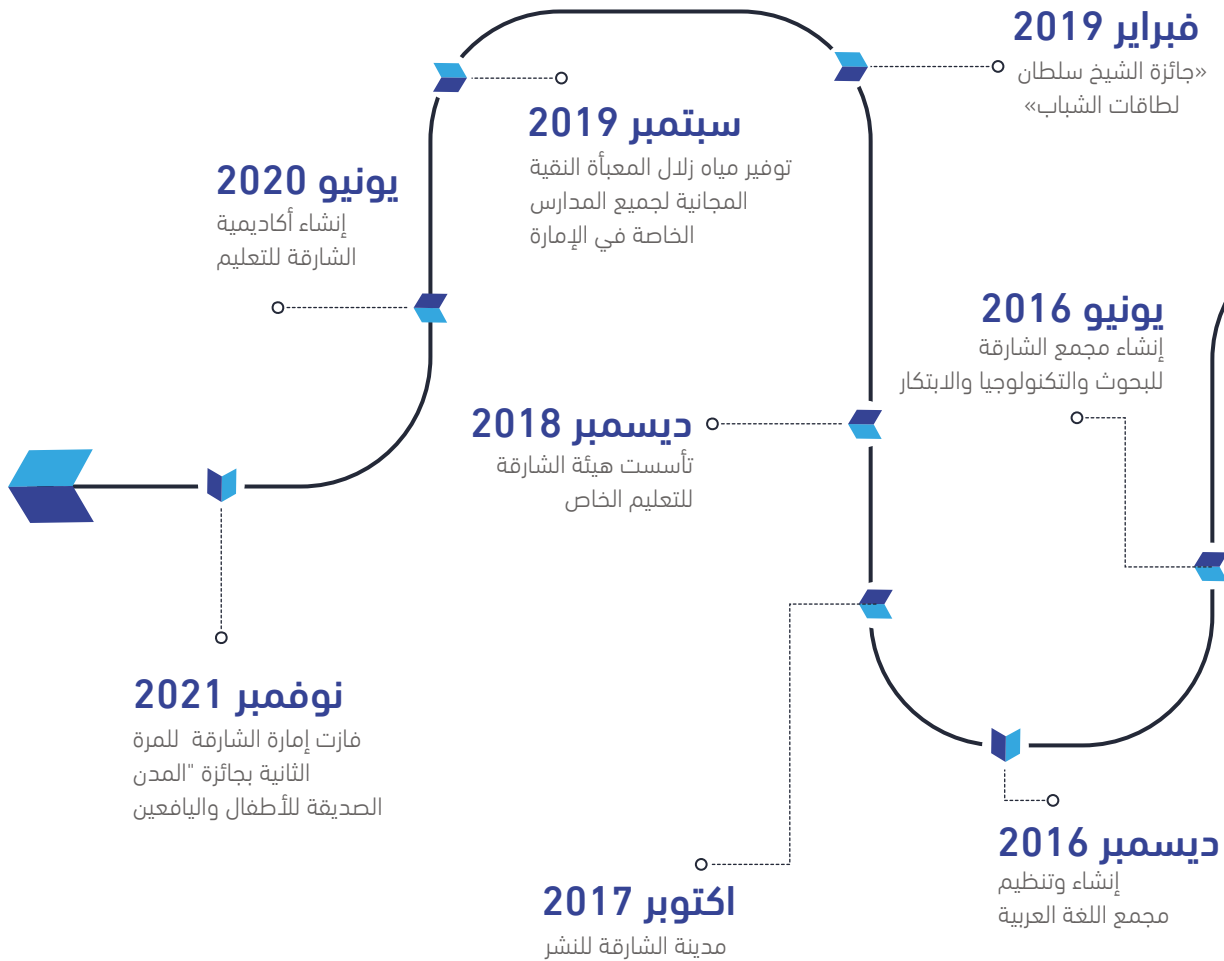 فبراير 2019
«جائزة الشيخ سلطان
لطاقات الشباب»
سبتمبر 2019
توفير مياه زلال المعبأة النقية
المجانية لجميع المدارس
الخاصة في الإمارة
يونيو 2020
إنشاء أكاديمية
الشارقة للتعليم
يونيو 2016
إنشاء مجمع الشارقة
للبحوث والتكنولوجيا والابتكار
ديسمبر 2018
تأسست هيئة الشارقة
للتعليم الخاص
نوفمبر 2021
فازت إمارة الشارقة للمرة
الثانية بجائزة "المدن
الصديقة للأطفال واليافعين
ديسمبر 2016
إنشاء وتنظيم
مجمع اللغة العربية
اكتوبر 2017
مدينة الشارقة للنشر